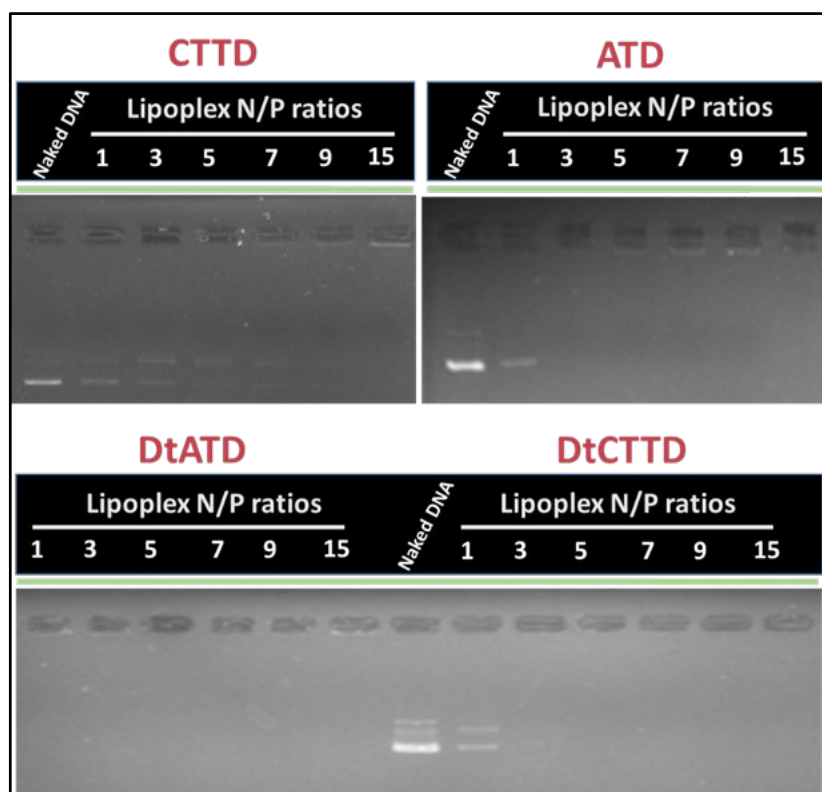 CTTD
Naked DNA
Lipoplex N/P ratios
1 3 5 7 9 15
ATD
Naked DNA
Lipoplex N/P ratios
1 3 5 7 9 15
DtATD
Lipoplex N/P ratios
1 3 5 7 9 15
DtCTTD
Naked DNA
Lipoplex N/P ratios
1 3 5 7 9 15